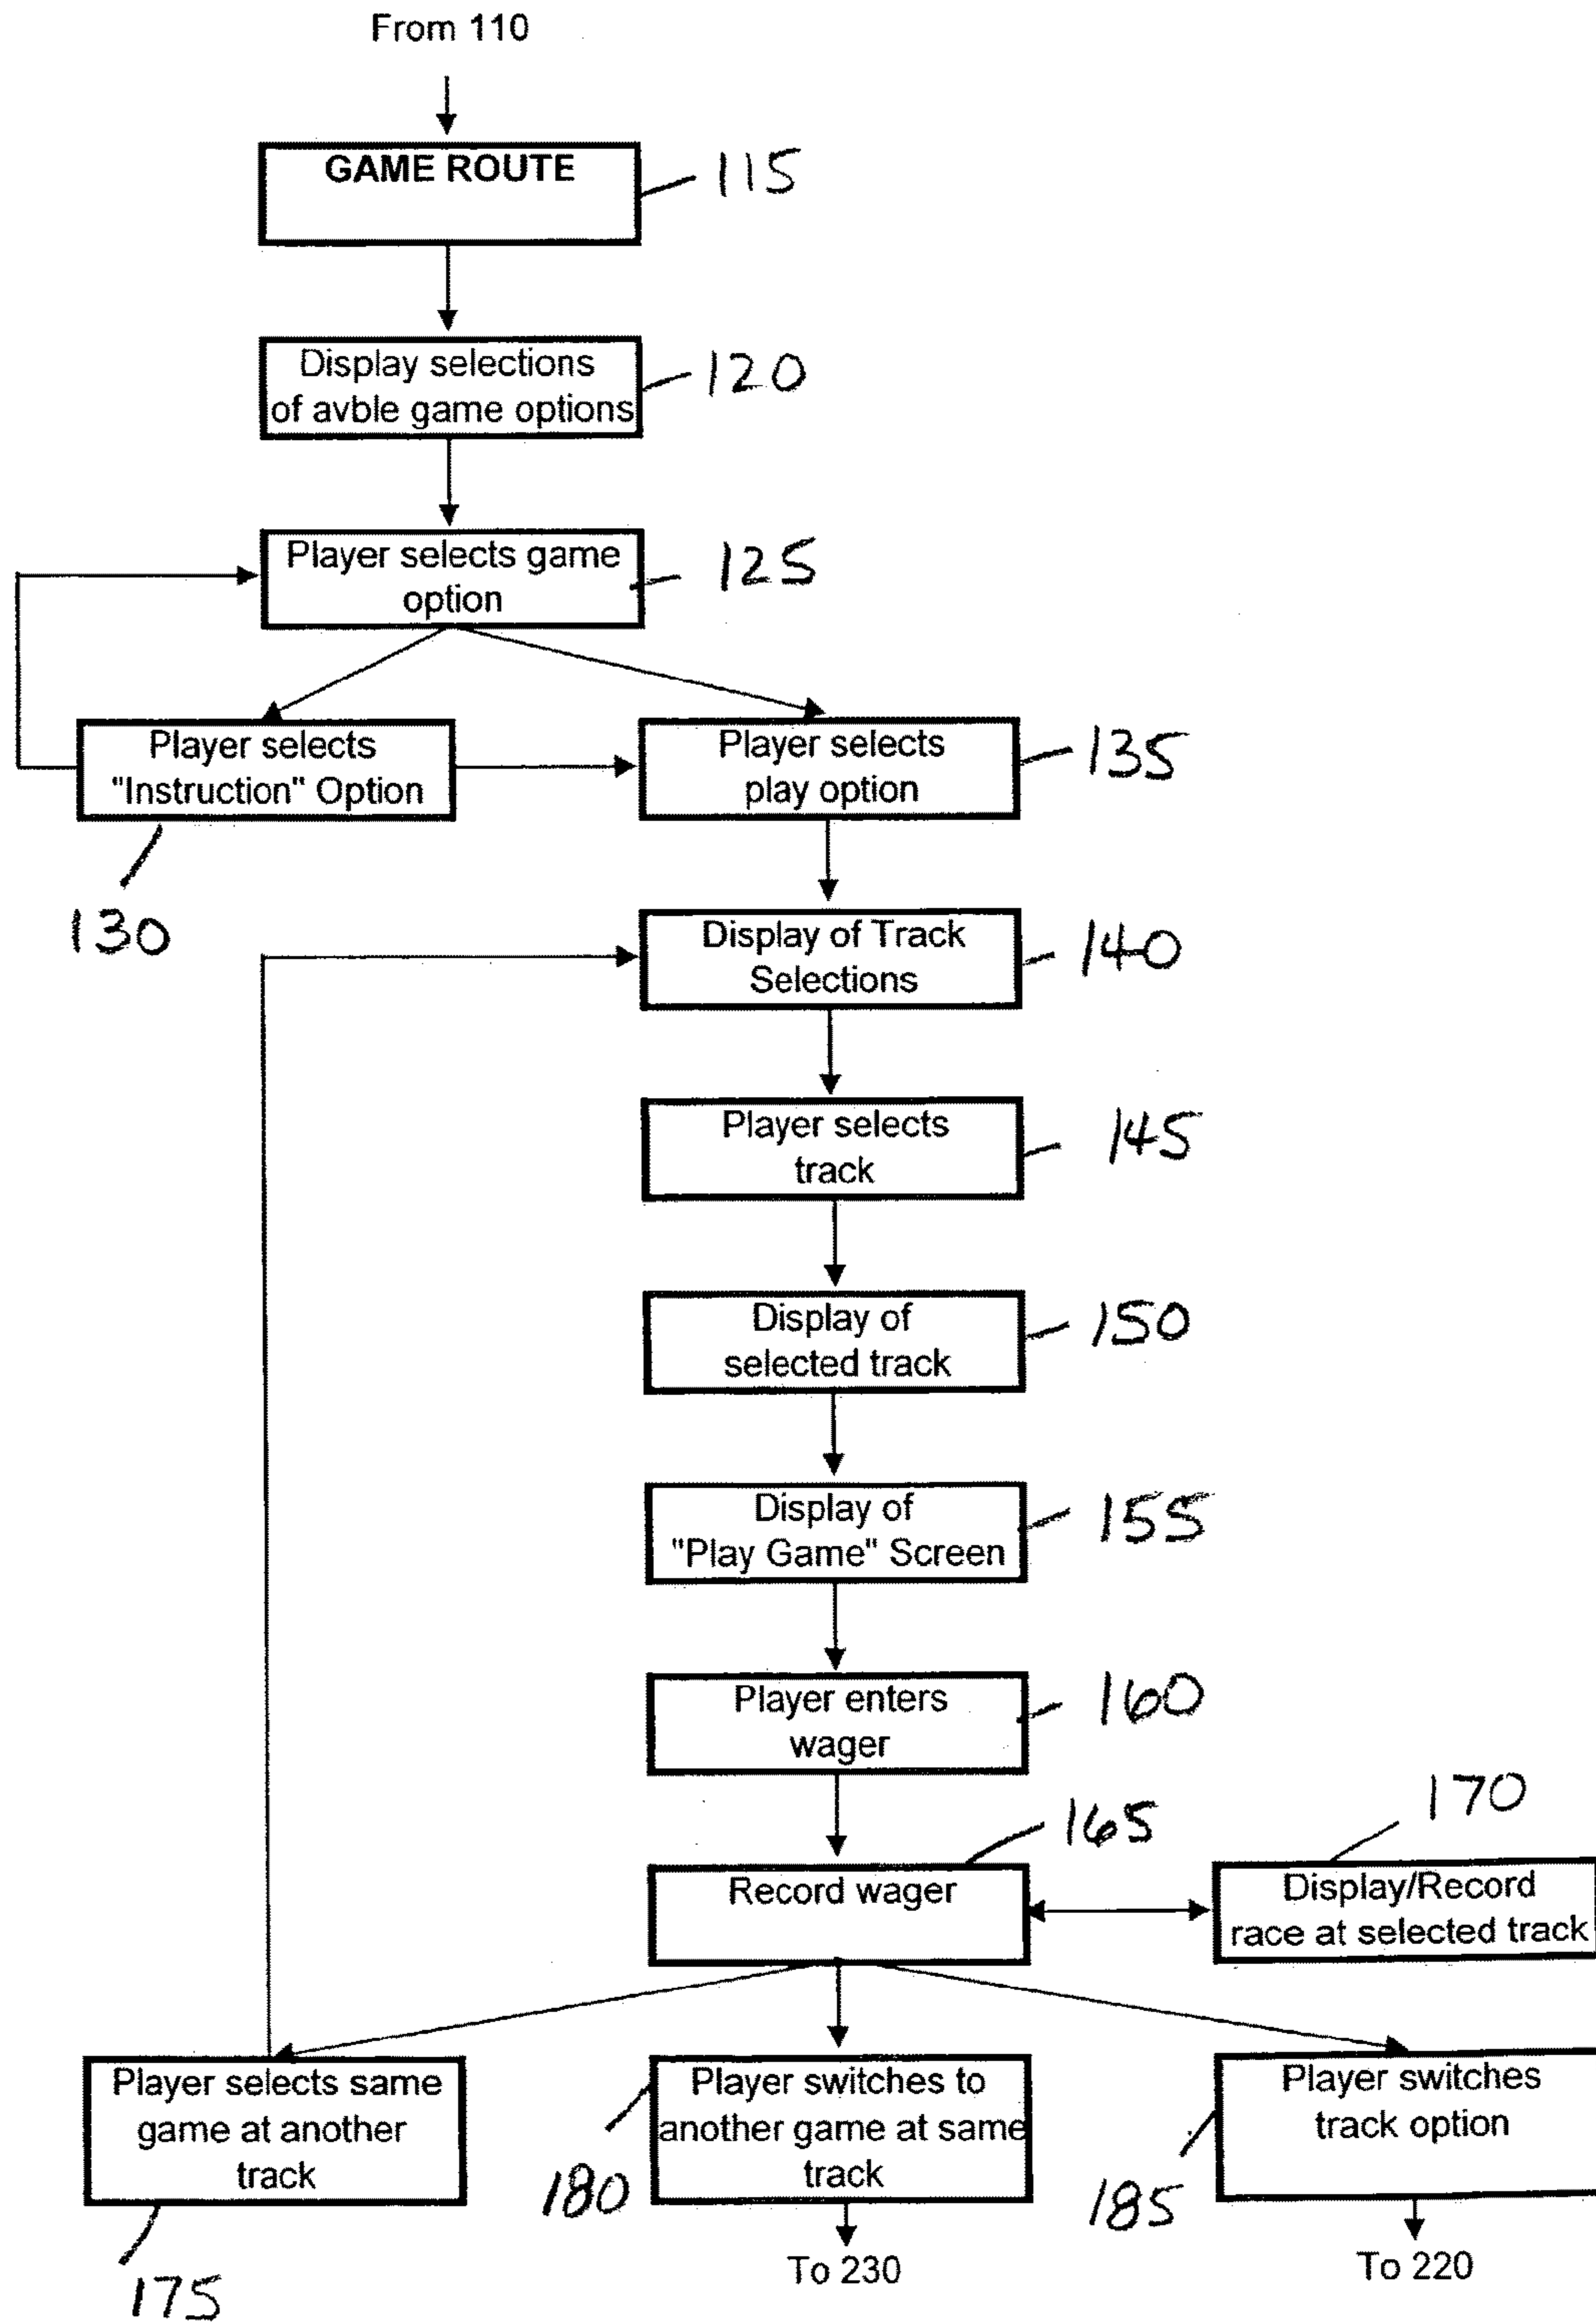 From 110
GAME ROUTE
115
Display selections
of avble game options
120
Player selects game
option
125
Player selects
"Instruction" Option
130
Player selects
play option
135
Display of Track
Selections
140
Player selects
track
145
Display of
selected track
150
Display of
"Play Game" Screen
155
Player enters
wager
160
Record wager
165
Display/Record
race at selected track
170
Player selects same
game at another
track
175
Player switches to
another game at same
track
180
To 230
Player switches
track option
185
To 220